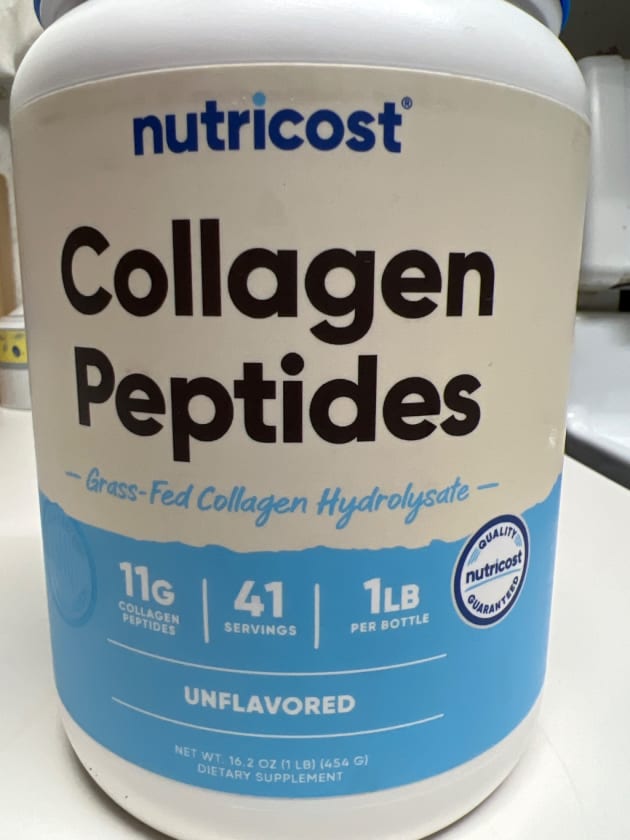 nutricost®
Collagen
Peptides
— Grass-Fed Collagen Hydrolysate —
11G
COLLAGEN
PEPTIDES
41
SERVINGS
1LB
PER BOTTLE
QUALITY
nutricost
GUARANTEED
UNFLAVORED
NET WT. 16.2 OZ (1 LB) (454 G)
DIETARY SUPPLEMENT